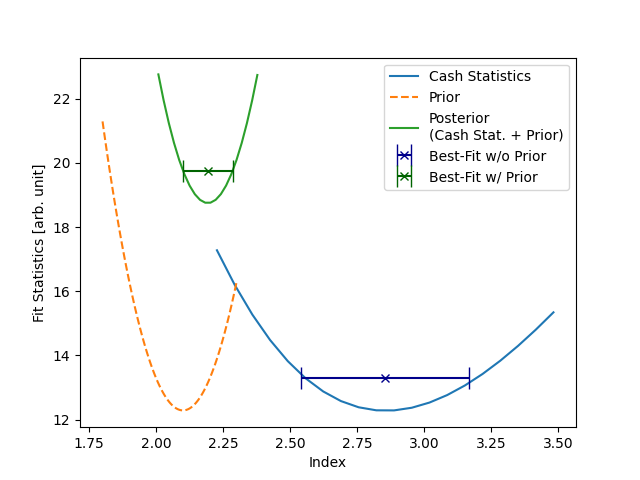 Cash Statistics
Prior
Posterior
(Cash Stat. + Prior)
Best-Fit w/o Prior
Best-Fit w/ Prior
Fit Statistics [arb. unit]
22
20
18
16
14
12
1.75 2.00 2.25 2.50 2.75 3.00 3.25 3.50
Index